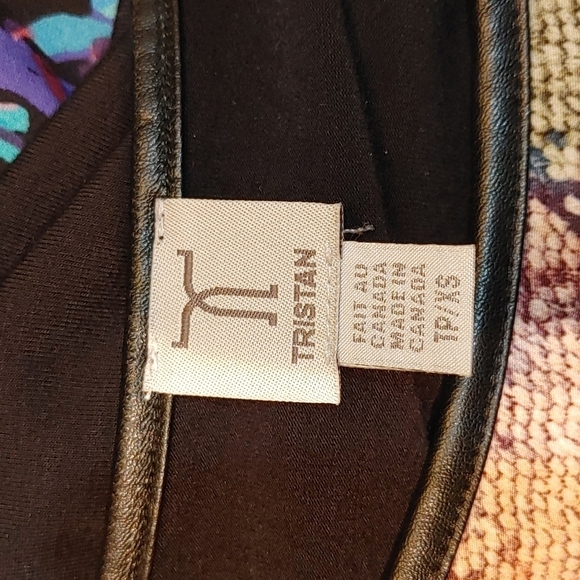 TRISTAN
FAIT AU
CANADA
MADE IN
CANADA
TP/XS